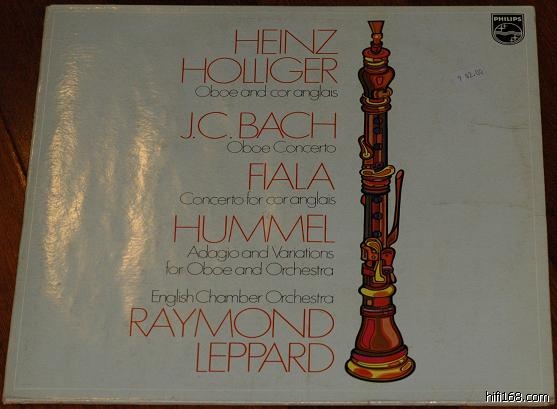 PHILIPS
HEINZ
HOLLIGER
Oboe and cor anglais
J.C. BACH
Oboe Concerto
FIALA
Concerto for cor anglais
HUMMEL
Adagio and Variations
for Oboe and Orchestra
English Chamber Orchestra
RAYMOND
LEPPARD
hifi168.com